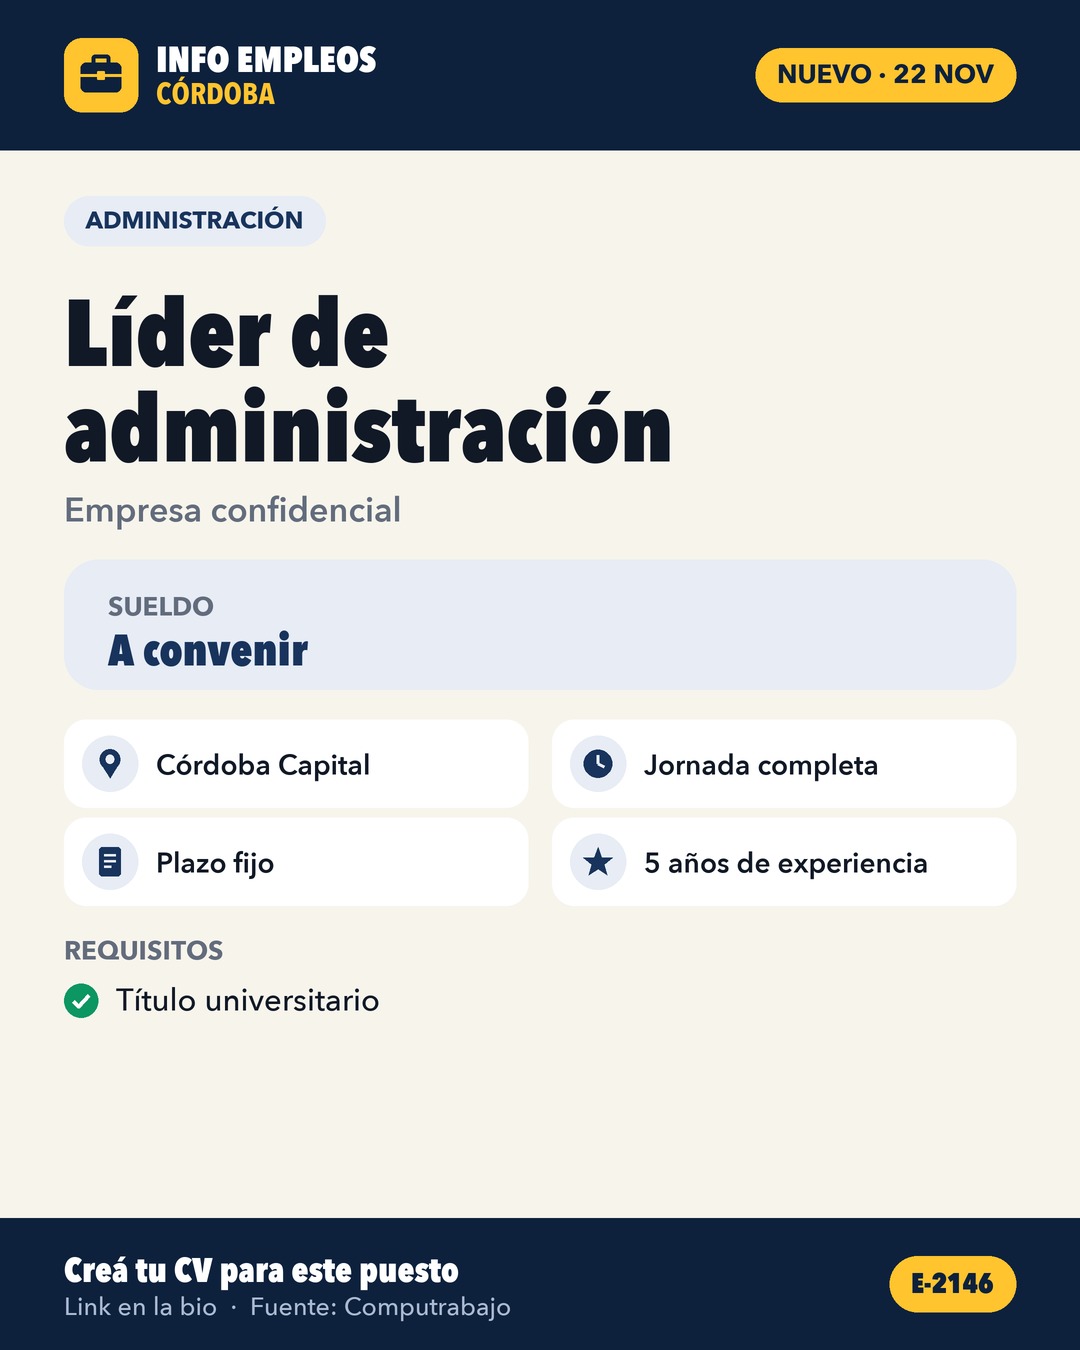 INFO EMPLEOS
CÓRDOBA
NUEVO · 22 NOV
ADMINISTRACIÓN
Líder de
administración
Empresa confidencial
SUELDO
A convenir
Córdoba Capital
Jornada completa
Plazo fijo
5 años de experiencia
REQUISITOS
Título universitario
Creá tu CV para este puesto
Link en la bio · Fuente: Computrabajo
E-2146